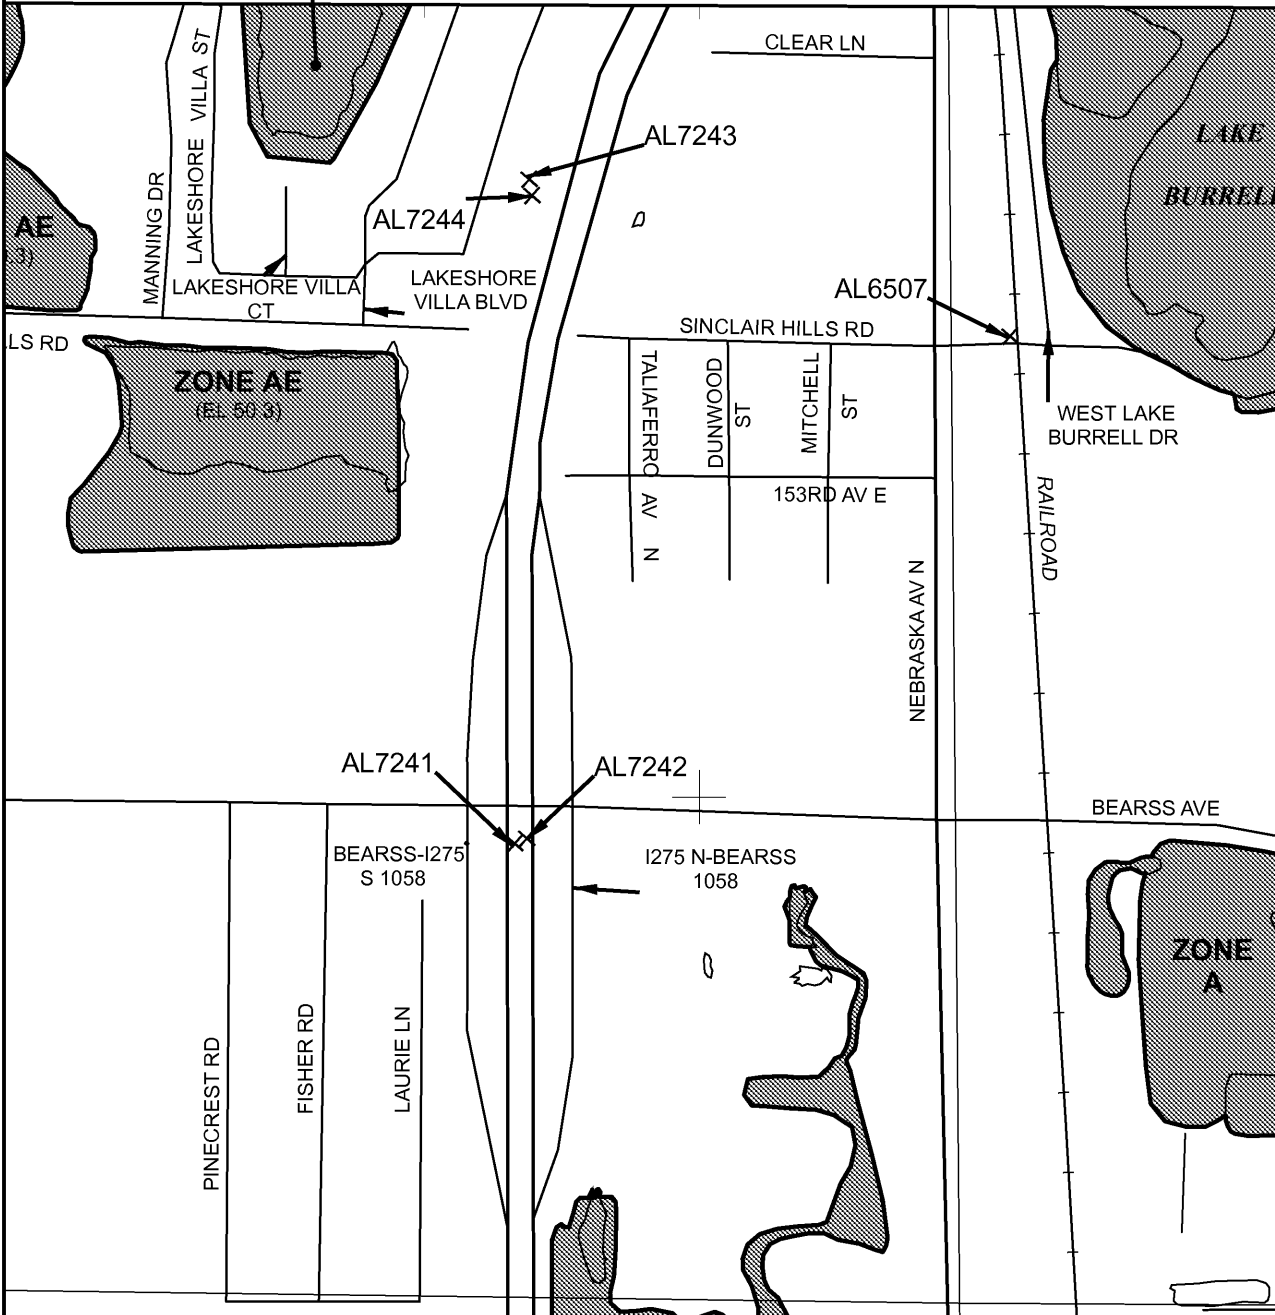 CLEAR LN
LAKESHORE VILLA ST
MANNING DR
AL7243
AL7244
LAKE
BURRELL
AE
3)
LAKESHORE VILLA
CT
LAKESHORE
VILLA BLVD
AL6507
LS RD
SINCLAIR HILLS RD
ZONE AE
(EL 50.3)
TALIAFERRO AV N
DUNWOOD
ST
MITCHELL
ST
WEST LAKE
BURRELL DR
153RD AV E
RAILROAD
NEBRASKA AV N
AL7241
AL7242
BEARSS AVE
BEARSS-I275
S 1058
I275 N-BEARSS
1058
ZONE
A
PINECREST RD
FISHER RD
LAURIE LN